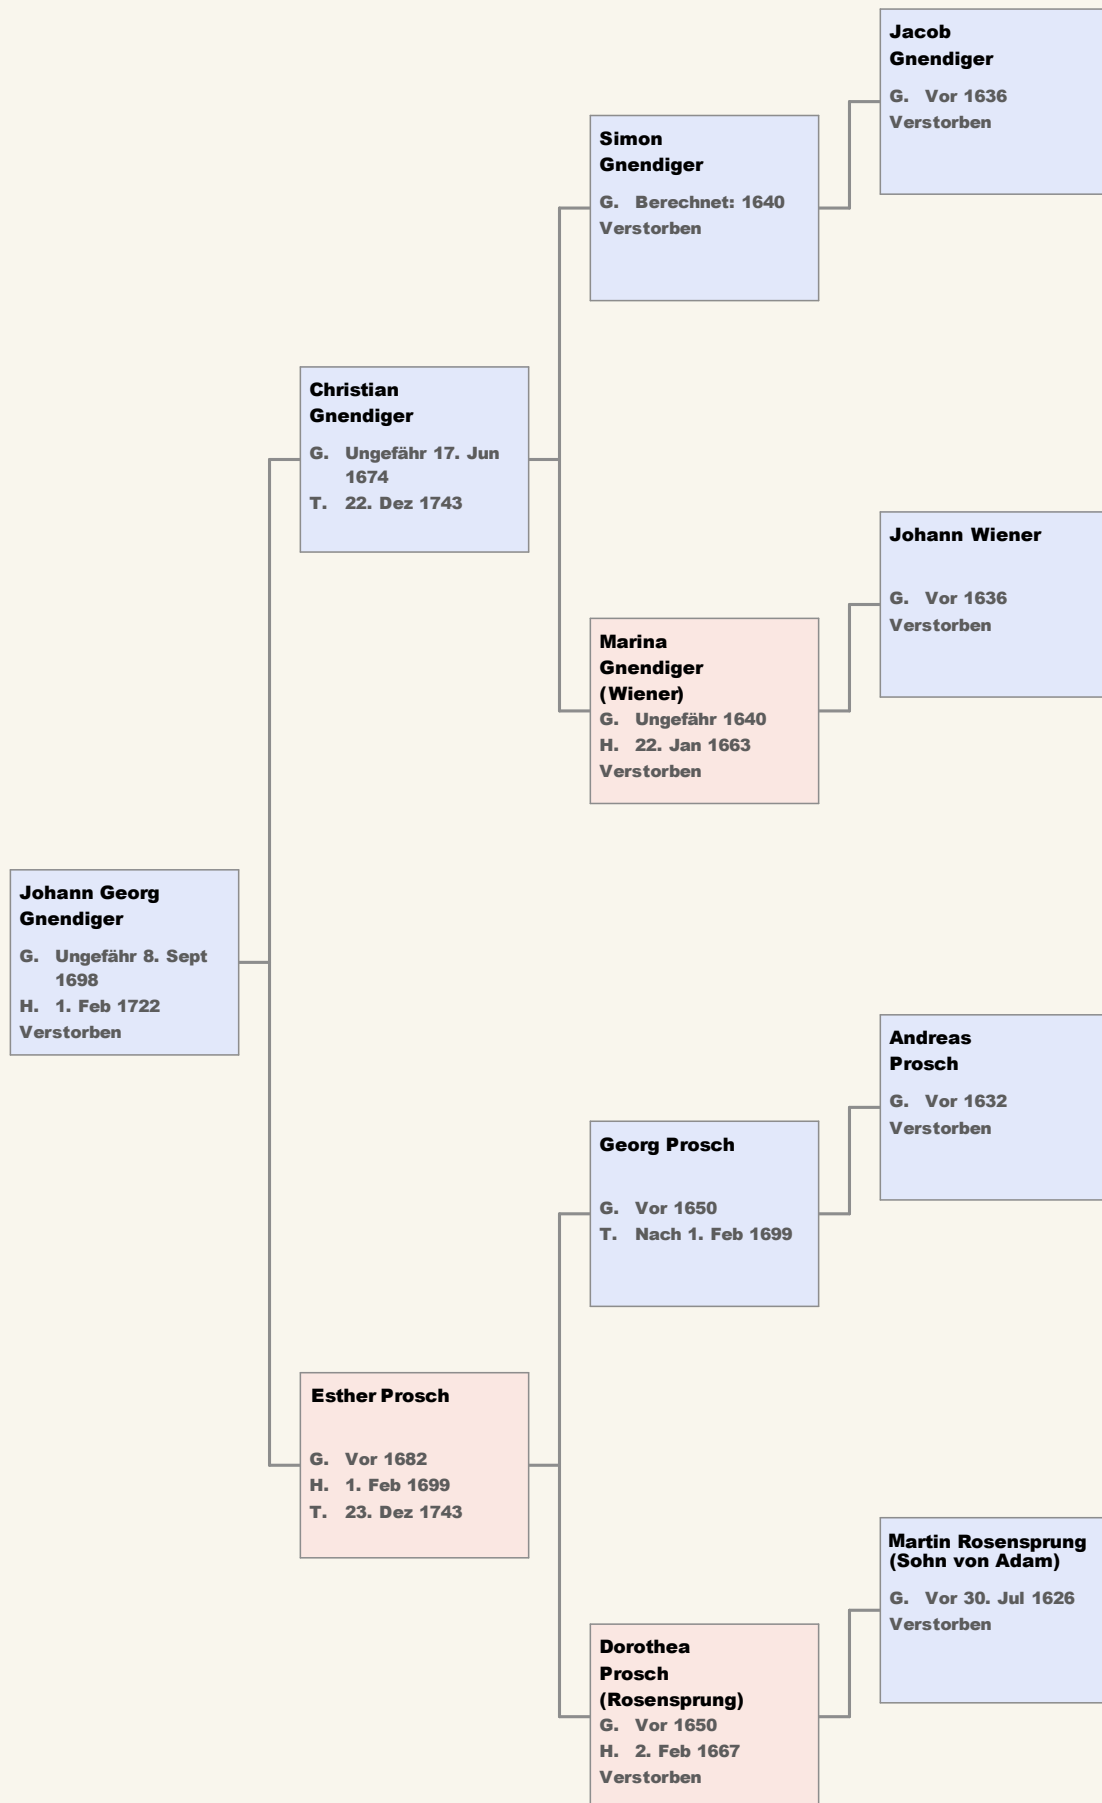 Jacob
Gnendiger
G. Vor 1636
Verstorben
Simon
Gnendiger
G. Berechnet: 1640
Verstorben
Christian
Gnendiger
G. Ungefähr 17. Jun
1674
T. 22. Dez 1743
Johann Wiener
G. Vor 1636
Verstorben
Marina
Gnendiger
(Wiener)
G. Ungefähr 1640
H. 22. Jan 1663
Verstorben
Johann Georg
Gnendiger
G. Ungefähr 8. Sept
1698
H. 1. Feb 1722
Verstorben
Andreas
Prosch
G. Vor 1632
Verstorben
Georg Prosch
G. Vor 1650
T. Nach 1. Feb 1699
Esther Prosch
G. Vor 1682
H. 1. Feb 1699
T. 23. Dez 1743
Martin Rosensprung
(Sohn von Adam)
G. Vor 30. Jul 1626
Verstorben
Dorothea
Prosch
(Rosensprung)
G. Vor 1650
H. 2. Feb 1667
Verstorben